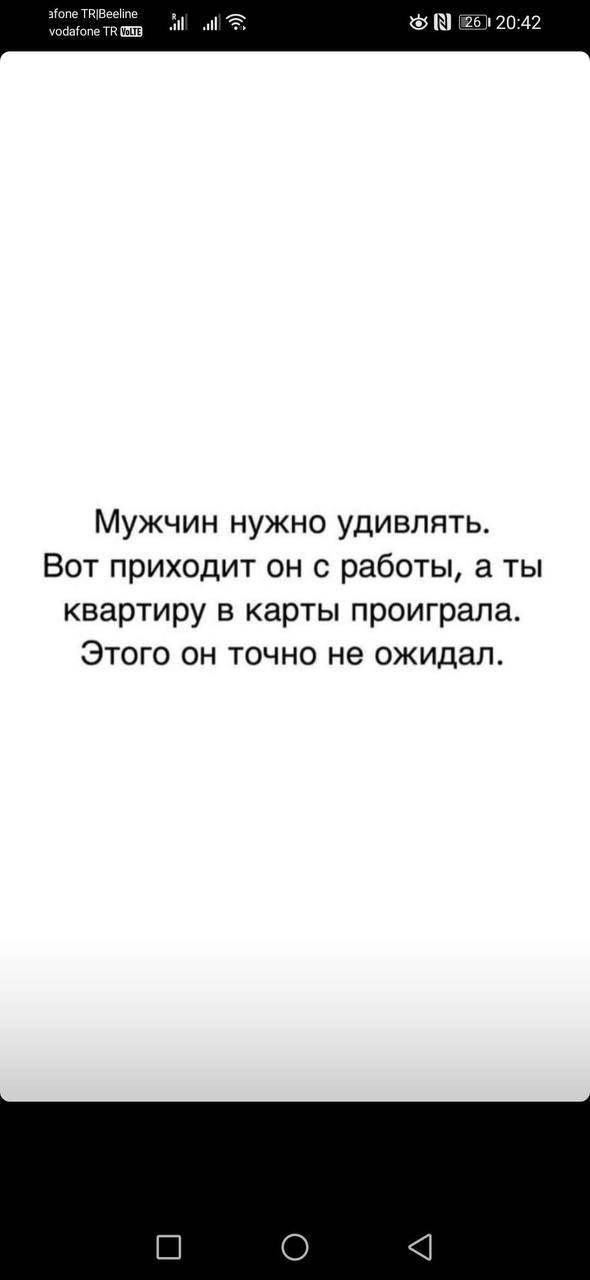 afone TR|Beeline
vodafone TR VoLTE
R
26 20:42
Мужчин нужно удивлять.
Вот приходит он с работы, а ты
квартиру в карты проиграла.
Этого он точно не ожидал.